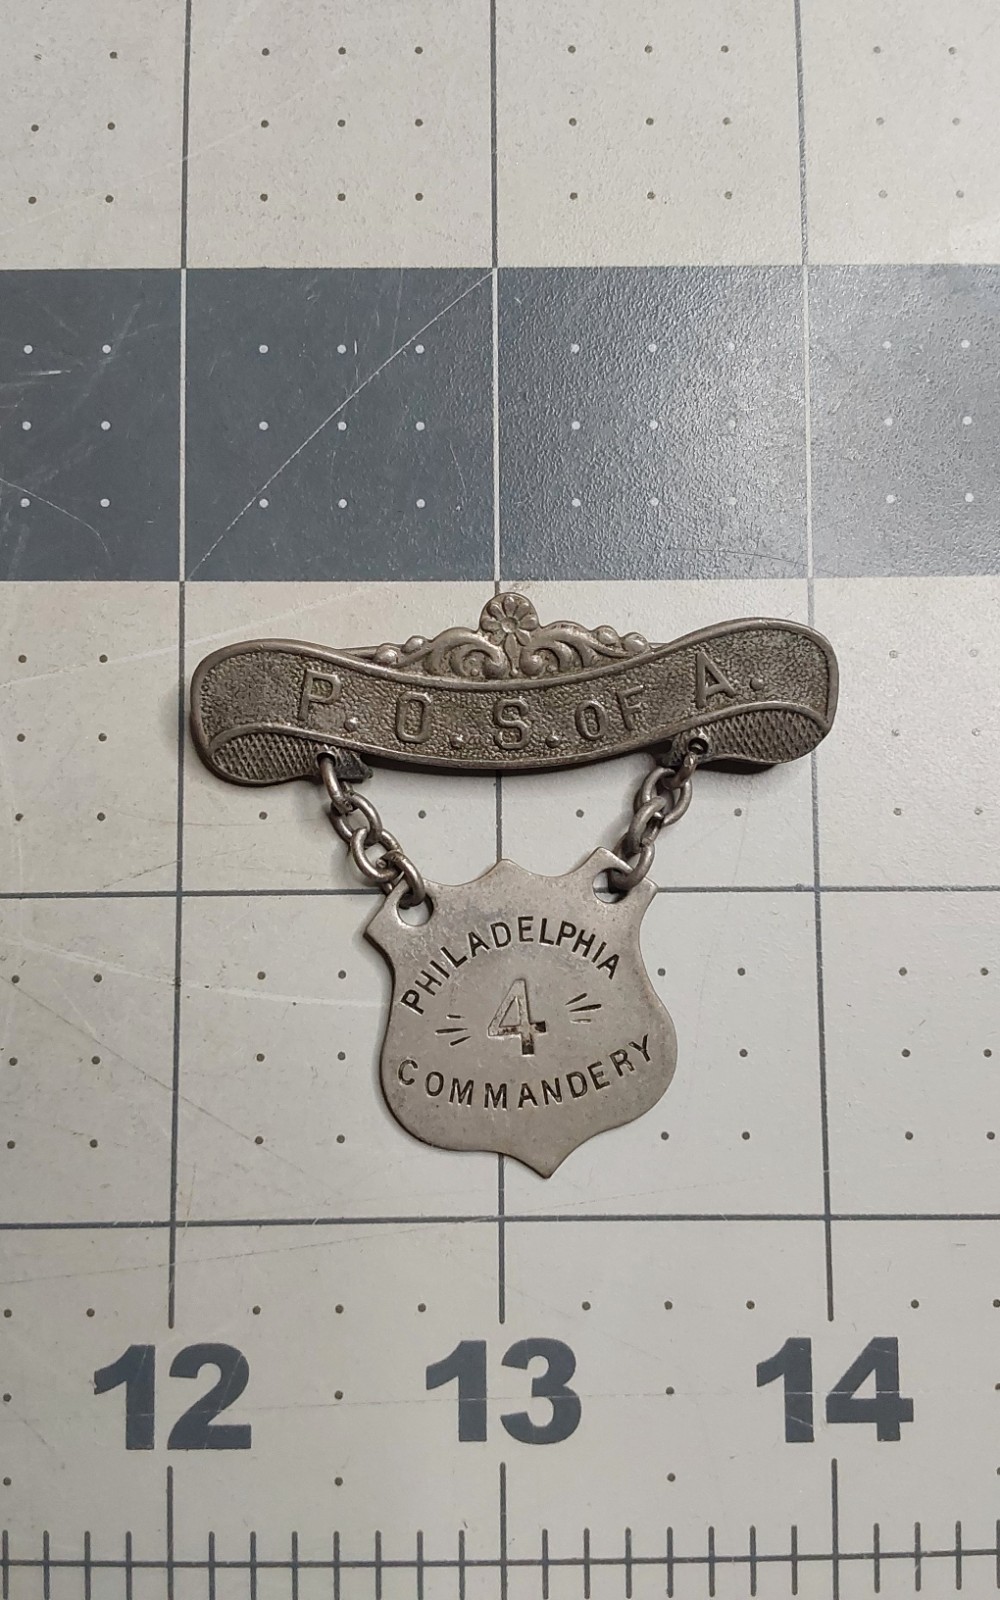 P. O. S. OF A.
PHILADELPHIA
4
COMMANDERY
12 13 14